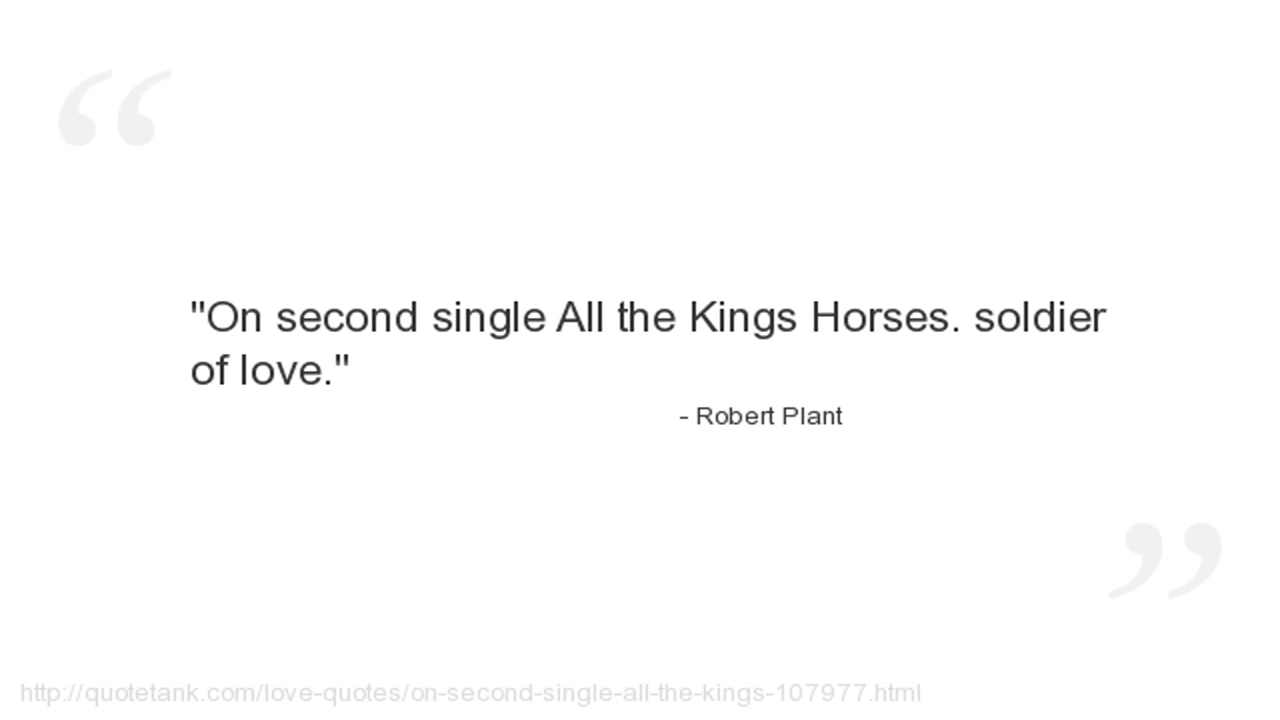 "On second single All the Kings Horses. soldier
of love."
- Robert Plant
http://quotetank.com/love-quotes/on-second-single-all-the-kings-107977.html